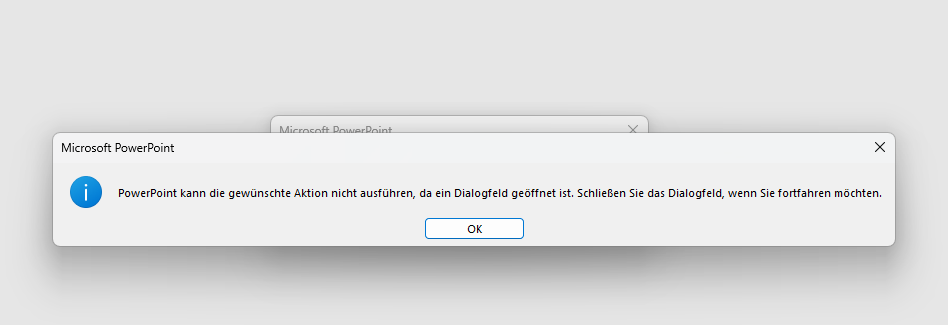 Microsoft PowerPoint
Microsoft PowerPoint
PowerPoint kann die gewünschte Aktion nicht ausführen, da ein Dialogfeld geöffnet ist. Schließen Sie das Dialogfeld, wenn Sie fortfahren möchten.
OK